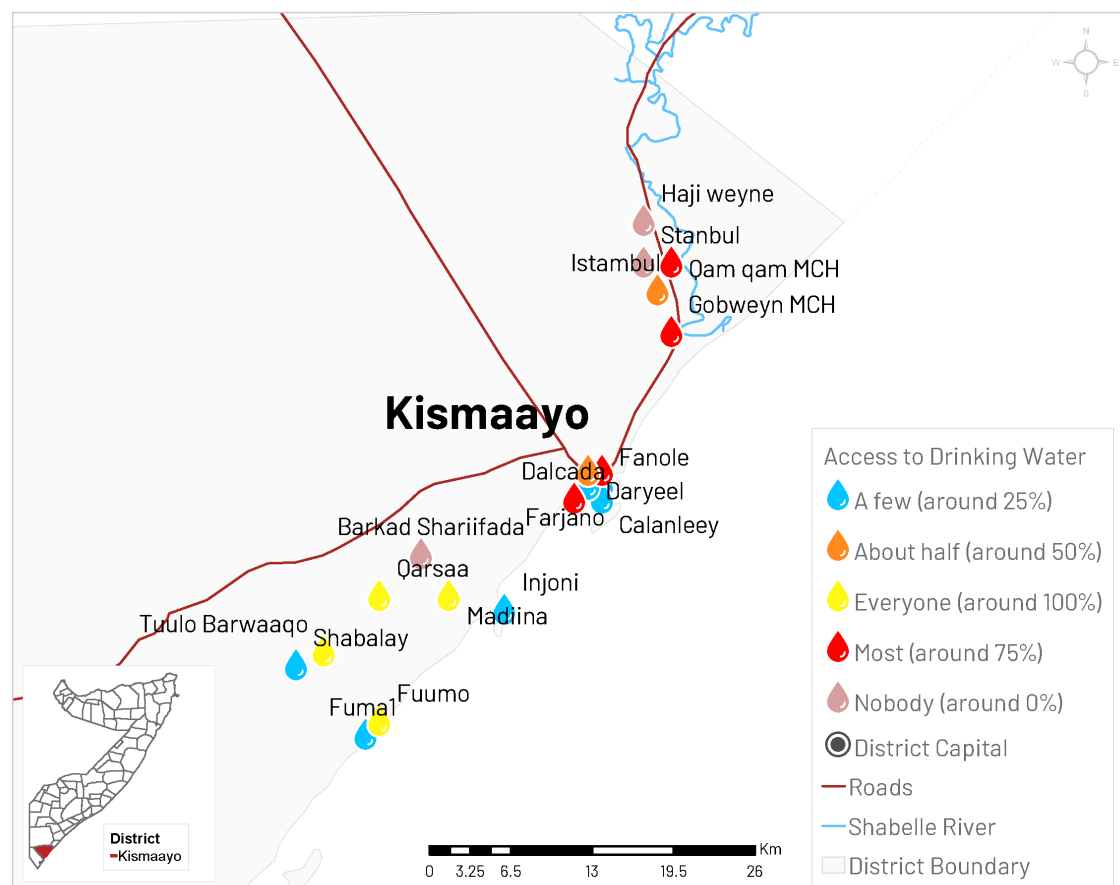 N
W E
S
Haji weyne
Stanbul
Istambul
Qam qam MCH
Gobweyn MCH
Kismaayo
Fanole
Dalcada
Daryeel
Farjano
Calanleey
Barkad Shariifada
Qarsaa
Injoni
Madiina
Tuulo Barwaaqo
Shabalay
Fuumo
Fuma1
Access to Drinking Water
A few (around 25%)
About half (around 50%)
Everyone (around 100%)
Most (around 75%)
Nobody (around 0%)
District Capital
Roads
Shabelle River
District Boundary
District
Kismaayo
Km
0 3.25 6.5 13 19.5 26